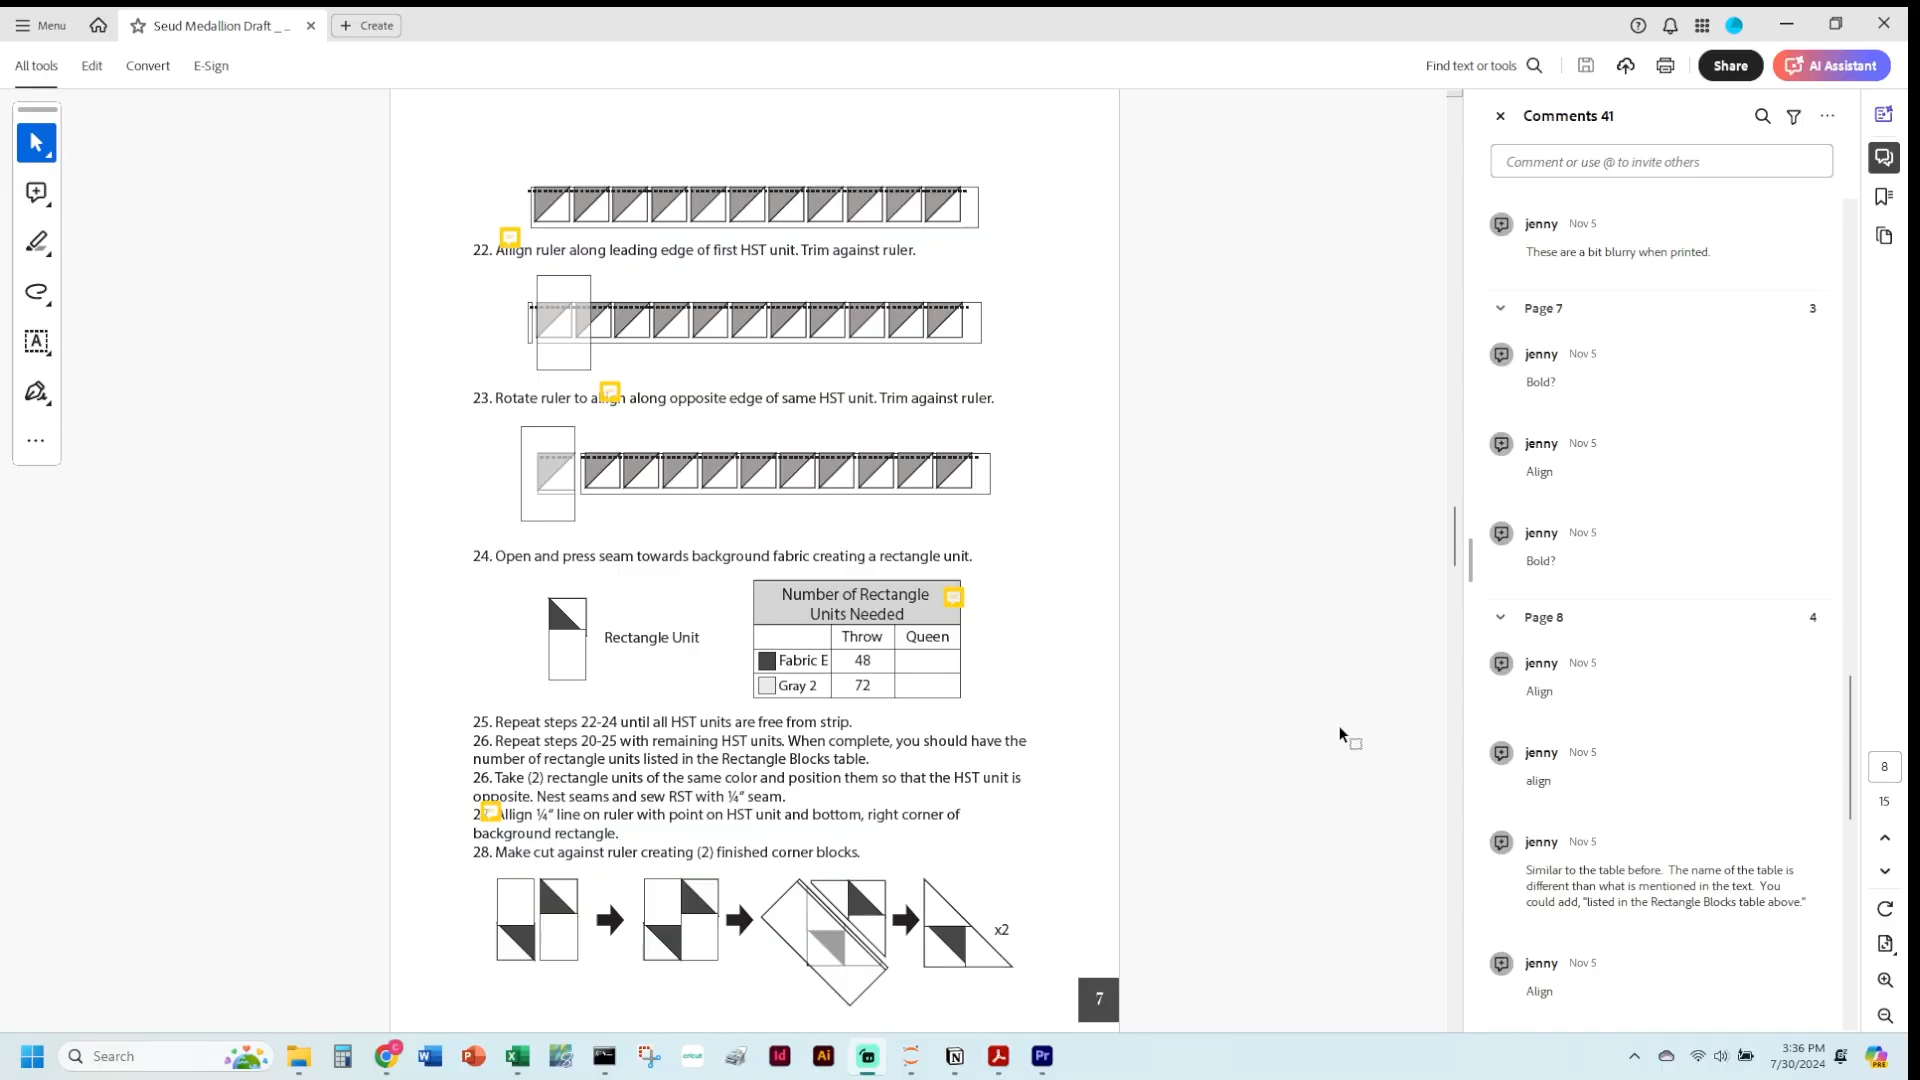 Menu
Seud Medallion Draft _ _
Create
All tools
Edit
Convert
E-Sign
Find text or tools
Share
AI Assistant
22. Allign ruler along leading edge of first HST unit. Trim against ruler.
23. Rotate ruler to allign along opposite edge of same HST unit. Trim against ruler.
24. Open and press seam towards background fabric creating a rectangle unit.
Rectangle Unit
Number of Rectangle
Units Needed
Throw Queen
Fabric E 48
Gray 2 72
25. Repeat steps 22-24 until all HST units are free from strip.
26. Repeat steps 20-25 with remaining HST units. When complete, you should have the
number of rectangle units listed in the Rectangle Blocks table.
26. Take (2) rectangle units of the same color and position them so that the HST unit is
opposite. Nest seams and sew RST with ¼" seam.
27. Allign ¼" line on ruler with point on HST unit and bottom, right corner of
background rectangle.
28. Make cut against ruler creating (2) finished corner blocks.
x2
7
Comments 41
Comment or use @ to invite others
jenny Nov 5
These are a bit blurry when printed.
Page 7 3
jenny Nov 5
Bold?
jenny Nov 5
Align
jenny Nov 5
Bold?
Page 8 4
jenny Nov 5
Align
jenny Nov 5
align
jenny Nov 5
Similar to the table before. The name of the table is
different than what is mentioned in the text. You
could add, "listed in the Rectangle Blocks table above."
jenny Nov 5
Align
8
15
Search
cricut
Id
Ai
Pr
3:36 PM
7/30/2024
PRE